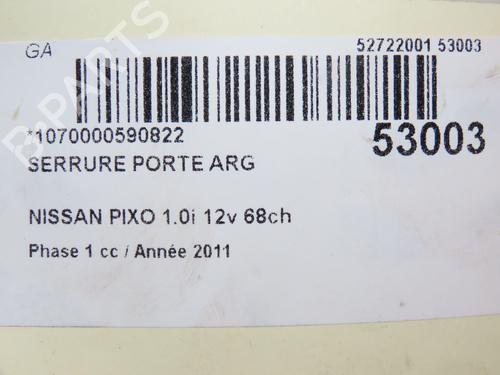 GA
52722001 53003
*1070000590822
53003
SERRURE PORTE ARG
NISSAN PIXO 1.0i 12v 68ch
Phase 1 cc / Année 2011
B-PARTS